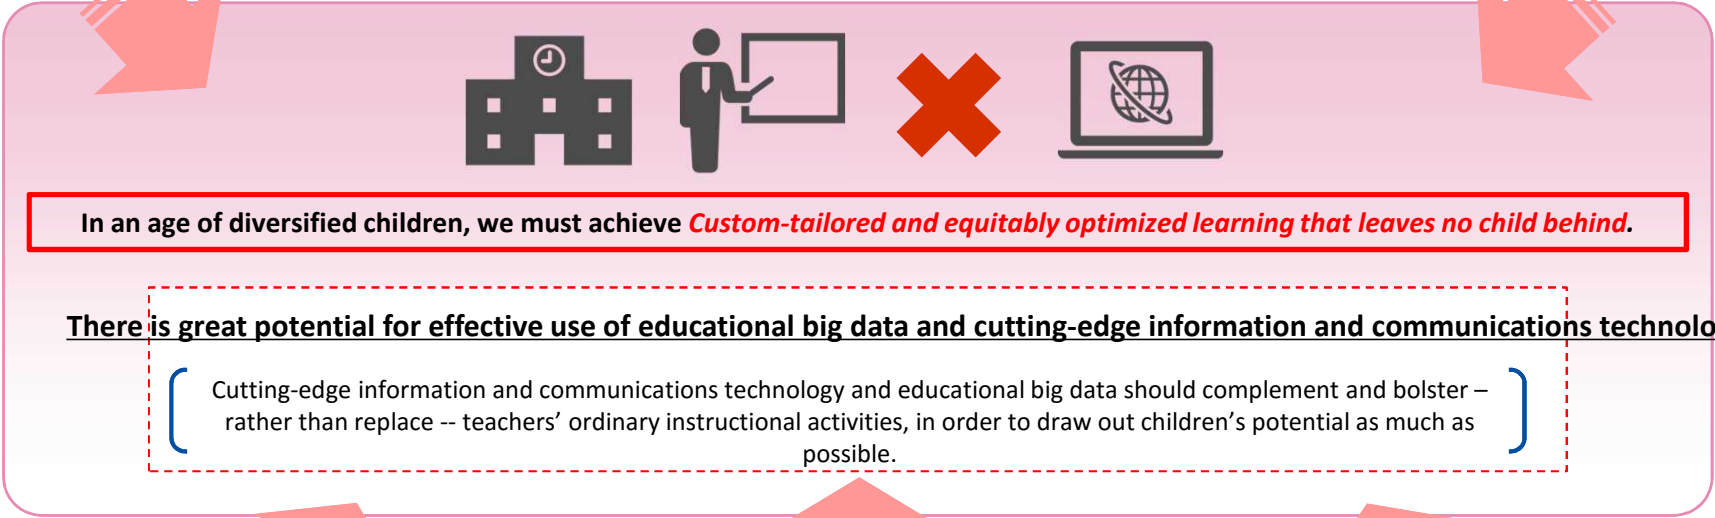 In an age of diversified children, we must achieve Custom-tailored and equitably optimized learning that leaves no child behind.
There is great potential for effective use of educational big data and cutting-edge information and communications technolo
Cutting-edge information and communications technology and educational big data should complement and bolster –
rather than replace -- teachers’ ordinary instructional activities, in order to draw out children’s potential as much as
possible.